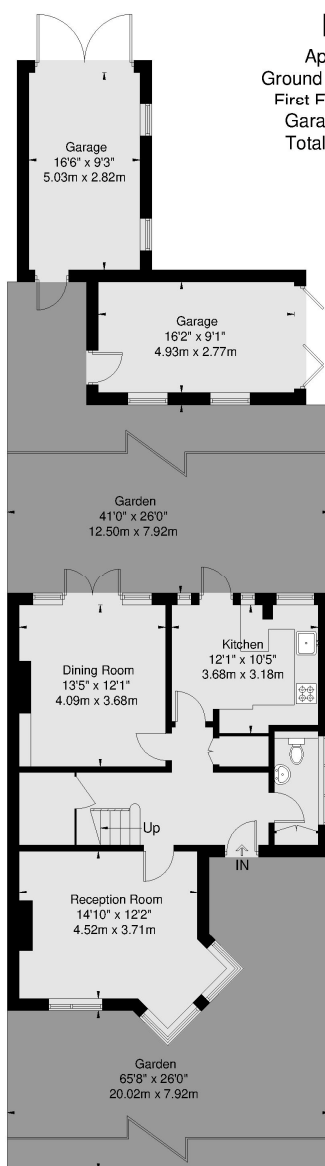 Ground
First F
Total
Garage
16'6" x 9'3"
5.03m x 2.82m
Garage
16'2" x 9'1"
4.93m x 2.77m
Garden
41'0" x 26'0"
12.50m x 7.92m
Dining Room
13'5" x 12'1"
4.09m x 3.68m
Kitchen
12'1" x 10'5"
3.68m x 3.18m
Up
IN
Reception Room
14'10" x 12'2"
4.52m x 3.71m
Garden
65'8" x 26'0"
20.02m x 7.92m